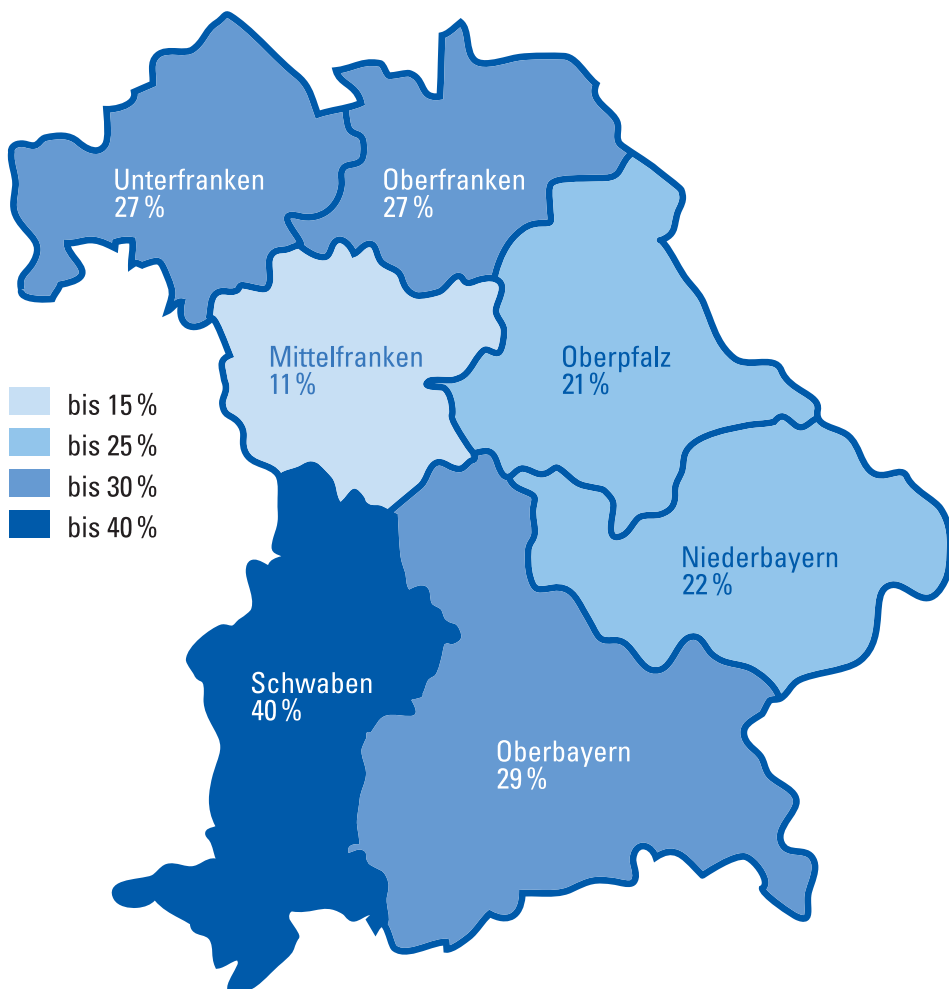 Unterfranken
27 %
Oberfranken
27 %
Mittelfranken
11 %
Oberpfalz
21 %
bis 15 %
bis 25 %
bis 30 %
bis 40 %
Niederbayern
22 %
Schwaben
40 %
Oberbayern
29 %